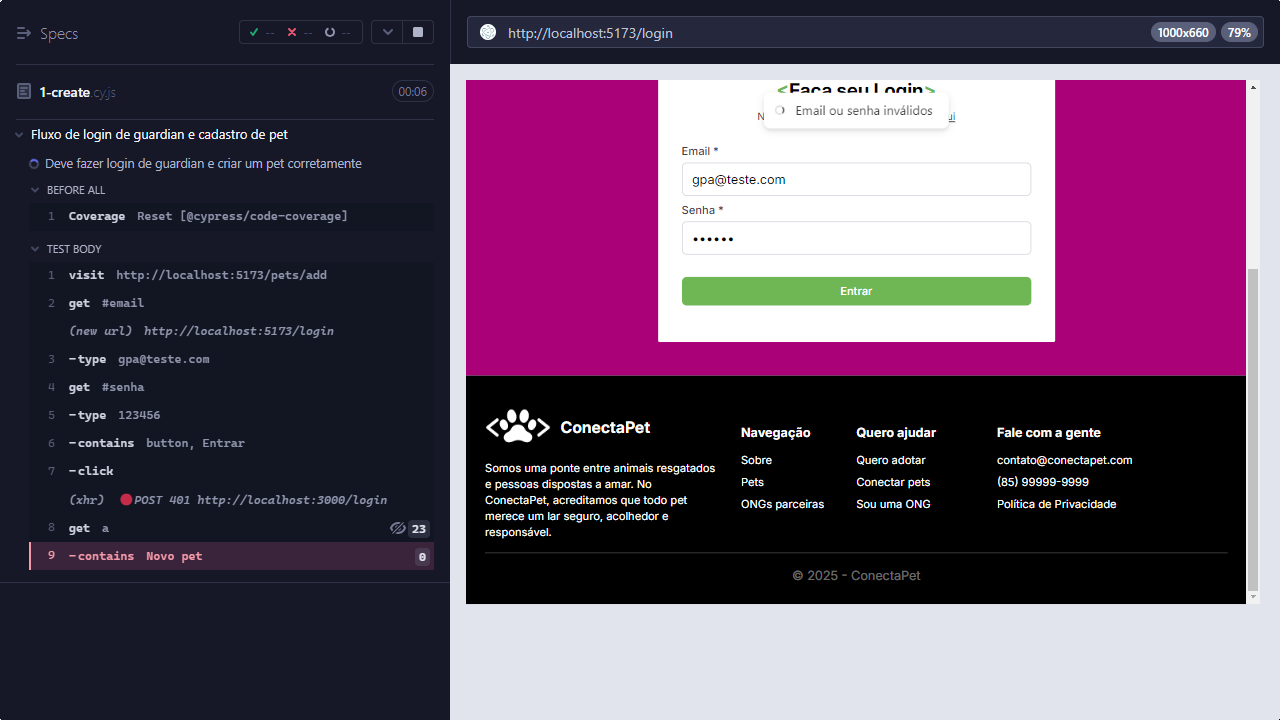 Specs
-- -- --
1-create.cy.js 00:06
Fluxo de login de guardian e cadastro de pet
Deve fazer login de guardian e criar um pet corretamente
BEFORE ALL
1 Coverage Reset [@cypress/code-coverage]
TEST BODY
1 visit http://localhost:5173/pets/add
2 get #email
(new url) http://localhost:5173/login
3 -type gpa@teste.com
4 get #senha
5 -type 123456
6 -contains button, Entrar
7 -click
(xhr) POST 401 http://localhost:3000/login
8 get a 23
9 -contains Novo pet 0
http://localhost:5173/login 1000x660 79%
<Faça seu Login>
Email ou senha inválidos
N ui
Email *
gpa@teste.com
Senha *
••••••
Entrar
ConectaPet
Somos uma ponte entre animais resgatados
e pessoas dispostas a amar. No
ConectaPet, acreditamos que todo pet
merece um lar seguro, acolhedor e
responsável.
Navegação
Sobre
Pets
ONGs parceiras
Quero ajudar
Quero adotar
Conectar pets
Sou uma ONG
Fale com a gente
contato@conectapet.com
(85) 99999-9999
Política de Privacidade
© 2025 - ConectaPet